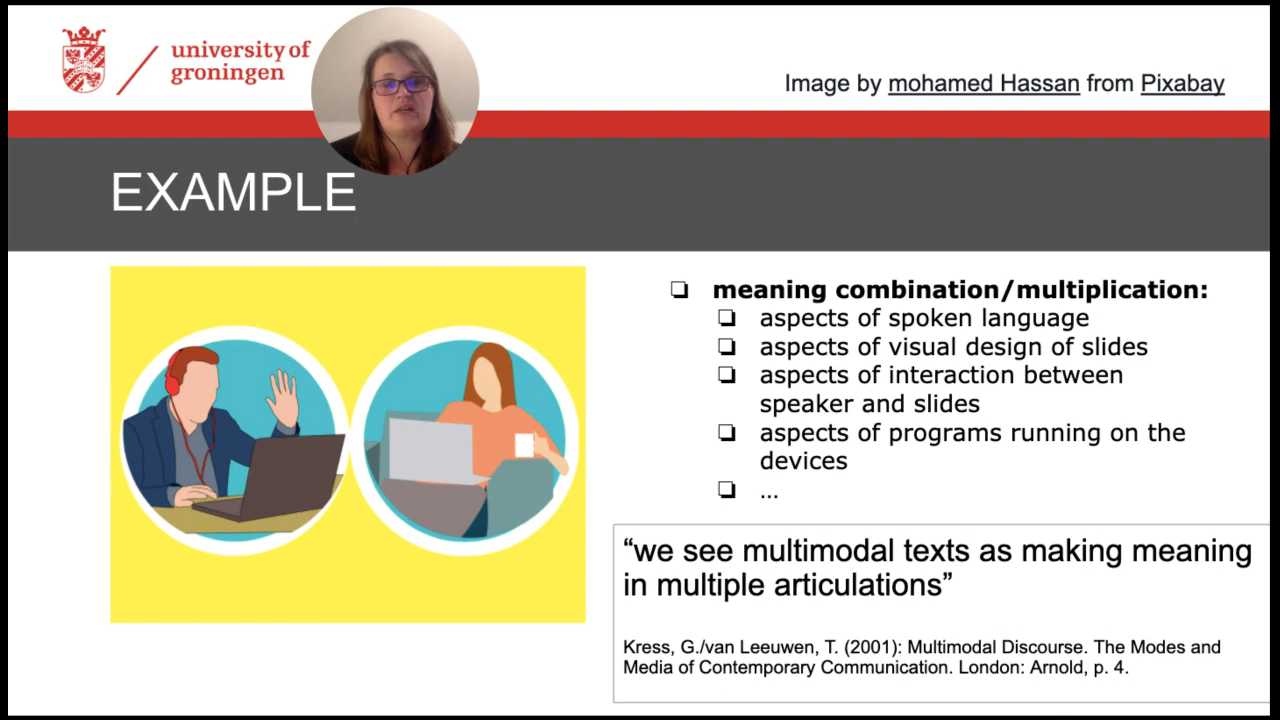 university of
groningen
Image by mohamed Hassan from Pixabay
EXAMPLE
❏ meaning combination/multiplication:
❏ aspects of spoken language
❏ aspects of visual design of slides
❏ aspects of interaction between
speaker and slides
❏ aspects of programs running on the
devices
❏ ...
“we see multimodal texts as making meaning
in multiple articulations”
Kress, G./van Leeuwen, T. (2001): Multimodal Discourse. The Modes and
Media of Contemporary Communication. London: Arnold, p. 4.